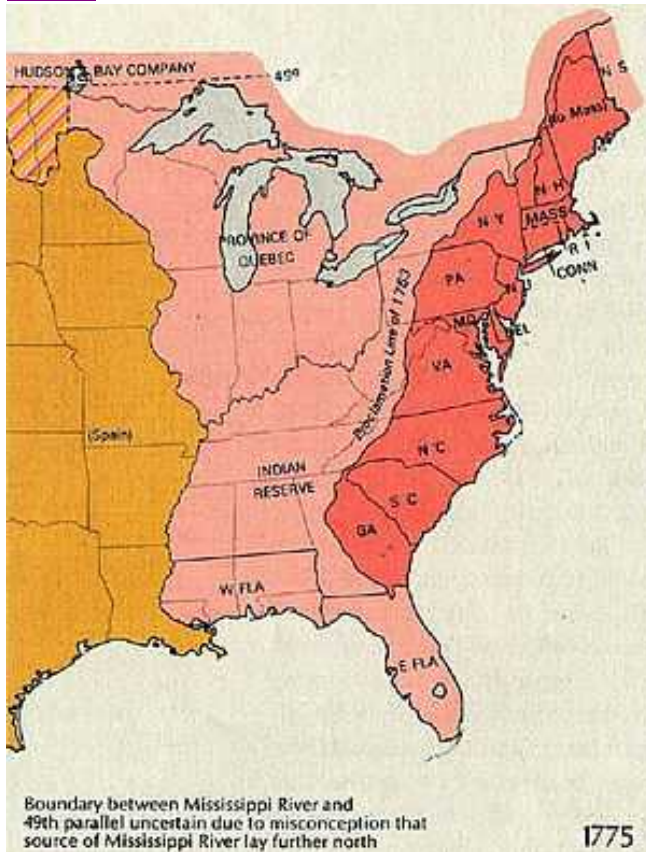 HUDSON BAY COMPANY
49º
N S
(to Mass)
N H
N Y
MASS
R I
CONN
PROVINCE OF
QUEBEC
PA
N J
MD
DEL
Proclamation Line of 1763
VA
(Spain)
N C
INDIAN
RESERVE
S C
GA
W FLA
E FLA
Boundary between Mississippi River and
49th parallel uncertain due to misconception that
source of Mississippi River lay further north
1775